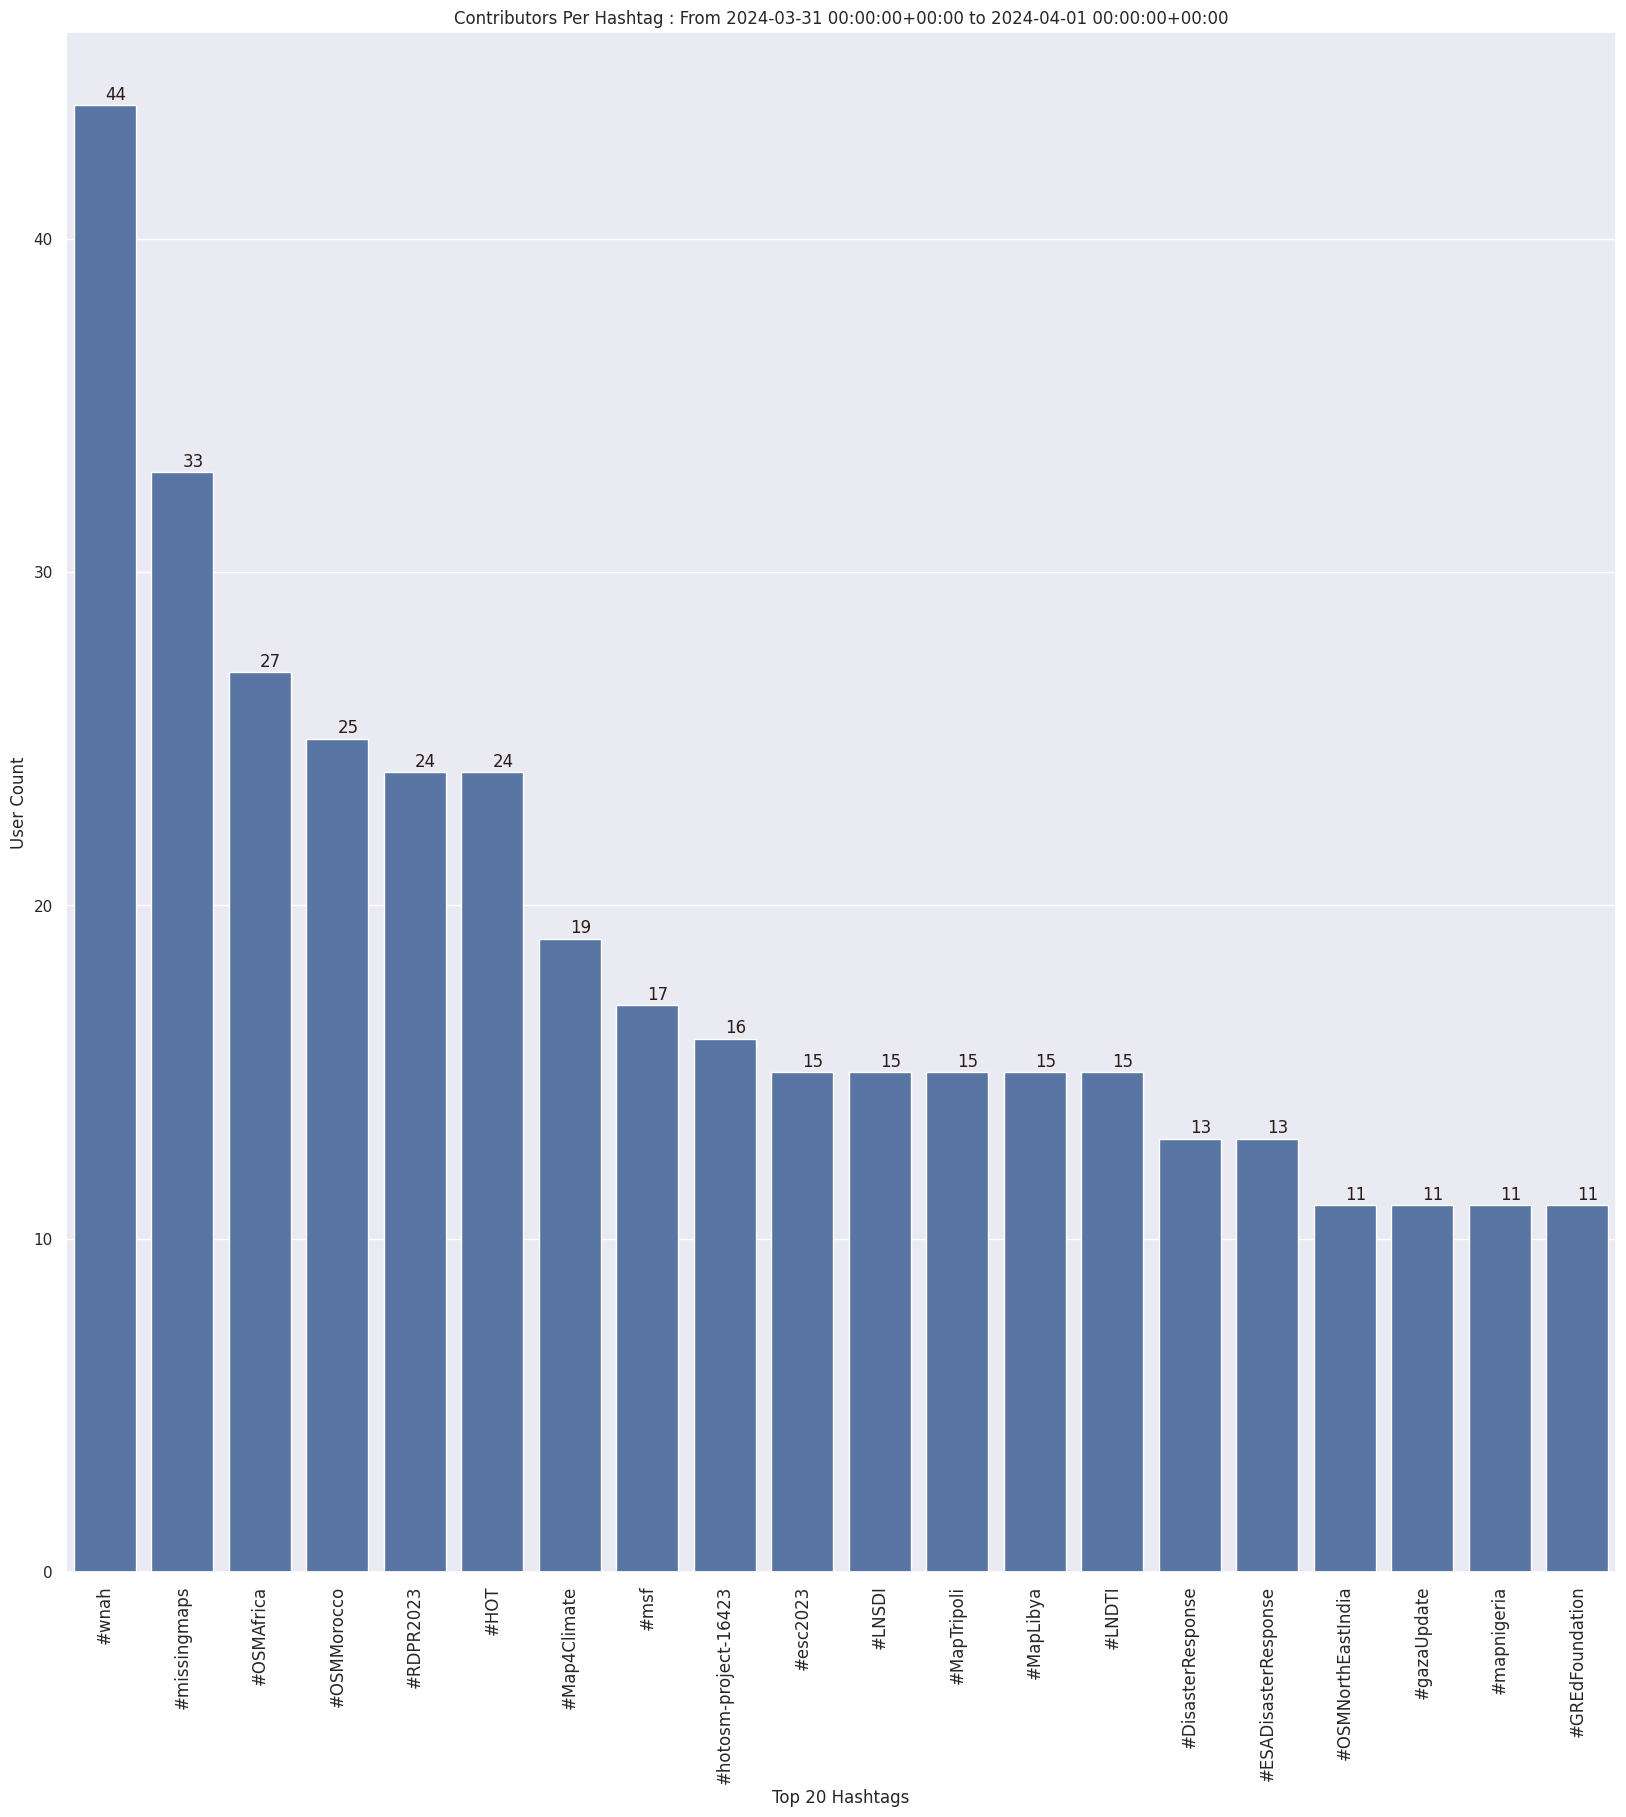 Contributors Per Hashtag : From 2024-03-31 00:00:00+00:00 to 2024-04-01 00:00:00+00:00
User Count
40
30
20
10
0
44
33
27
25
24
24
19
17
16
15
15
15
15
15
13
13
11
11
11
11
#wnah
#missingmaps
#OSMAfrica
#OSMMorocco
#RDPR2023
#HOT
#Map4Climate
#msf
#hotosm-project-16423
#esc2023
#LNSDI
#MapTripoli
#MapLibya
#LNDTI
#DisasterResponse
#ESADisasterResponse
#OSMNorthEastIndia
#gazaUpdate
#mapnigeria
#GREdFoundation
Top 20 Hashtags